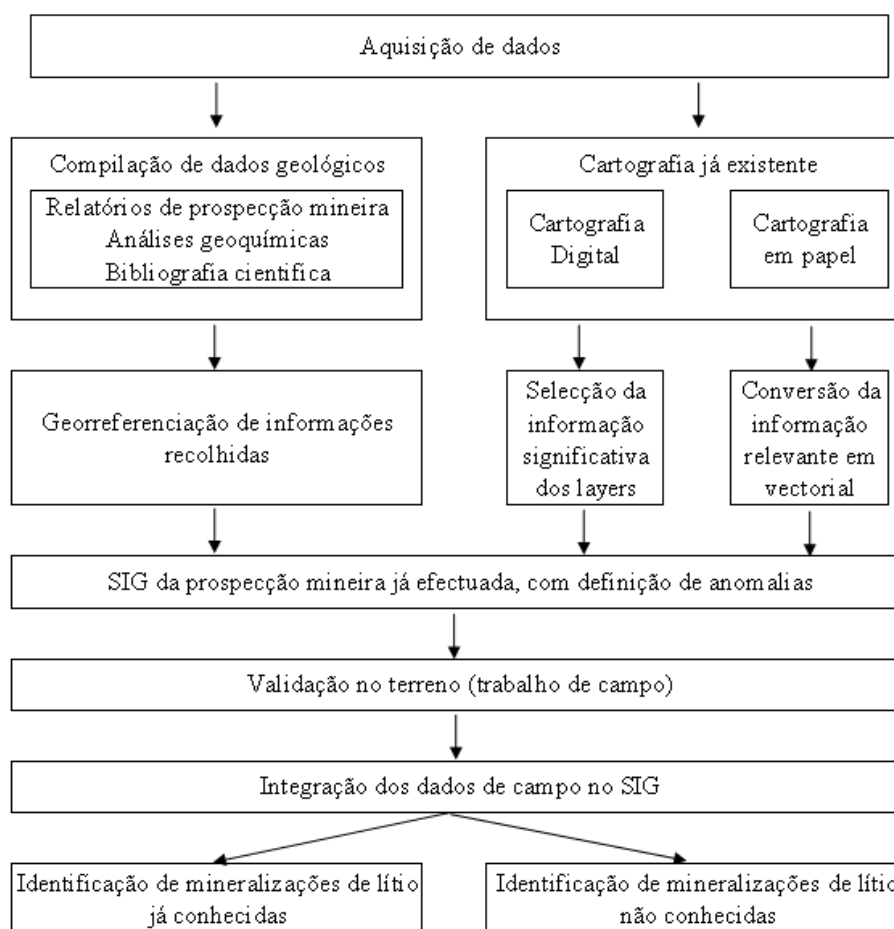 Aquisição de dados
Compilação de dados geológicos
Relatórios de prospecção mineira
Análises geoquímicas
Bibliografia cientifica
Cartografia já existente
Cartografia
Digital
Cartografia
em papel
Georreferenciação de informações
recolhidas
Selecção da
informação
significativa
dos layers
Conversão da
informação
relevante em
vectorial
SIG da prospecção mineira já efectuada, com definição de anomalias
Validação no terreno (trabalho de campo)
Integração dos dados de campo no SIG
Identificação de mineralizações de lítio
já conhecidas
Identificação de mineralizações de lítio
não conhecidas